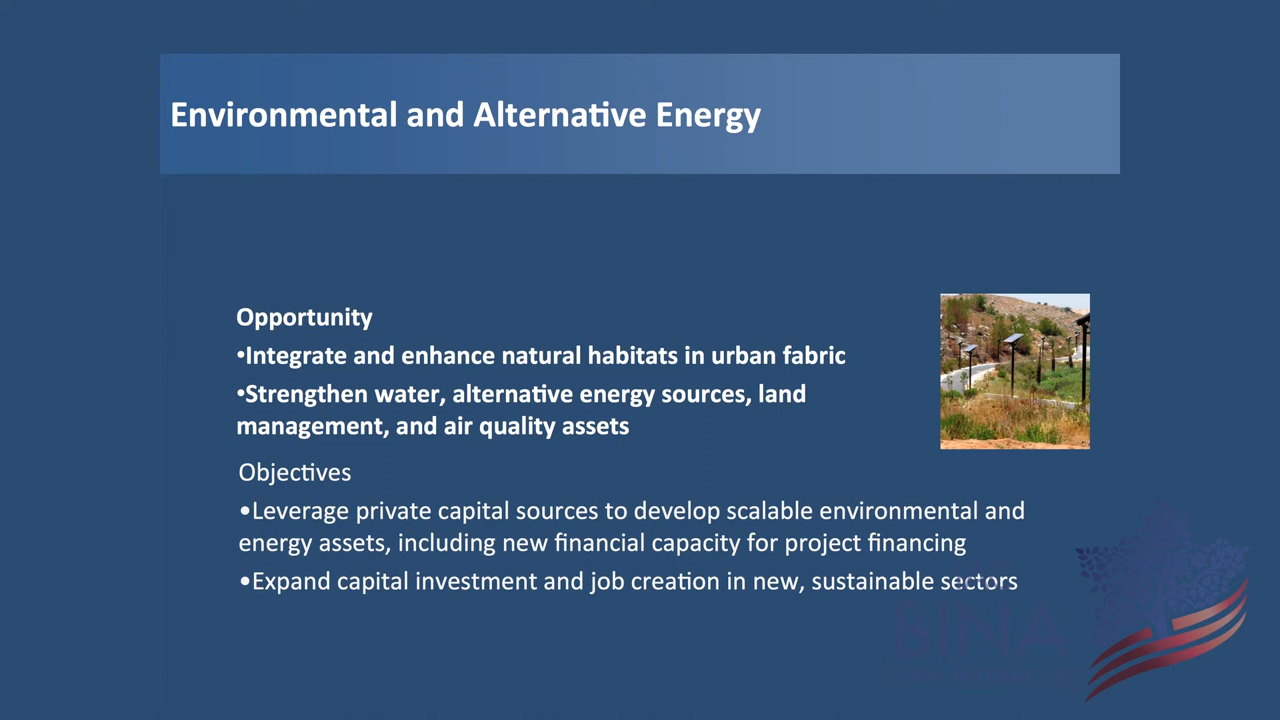 Environmental and Alternative Energy
Opportunity
•Integrate and enhance natural habitats in urban fabric
•Strengthen water, alternative energy sources, land
management, and air quality assets
Objectives
•Leverage private capital sources to develop scalable environmental and
energy assets, including new financial capacity for project financing
•Expand capital investment and job creation in new, sustainable sectors
BINA